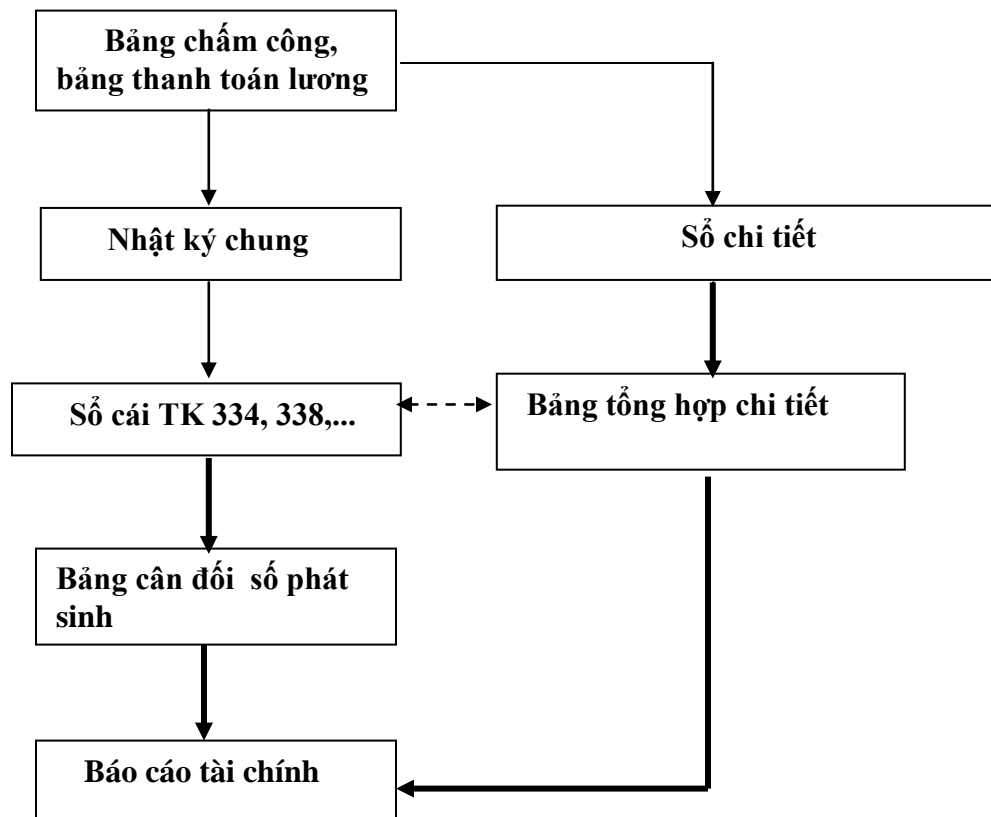 Bảng chấm công,
bảng thanh toán lương
Nhật ký chung
Sổ chi tiết
Sổ cái TK 334, 338,...
Bảng tổng hợp chi tiết
Bảng cân đối số phát
sinh
Báo cáo tài chính